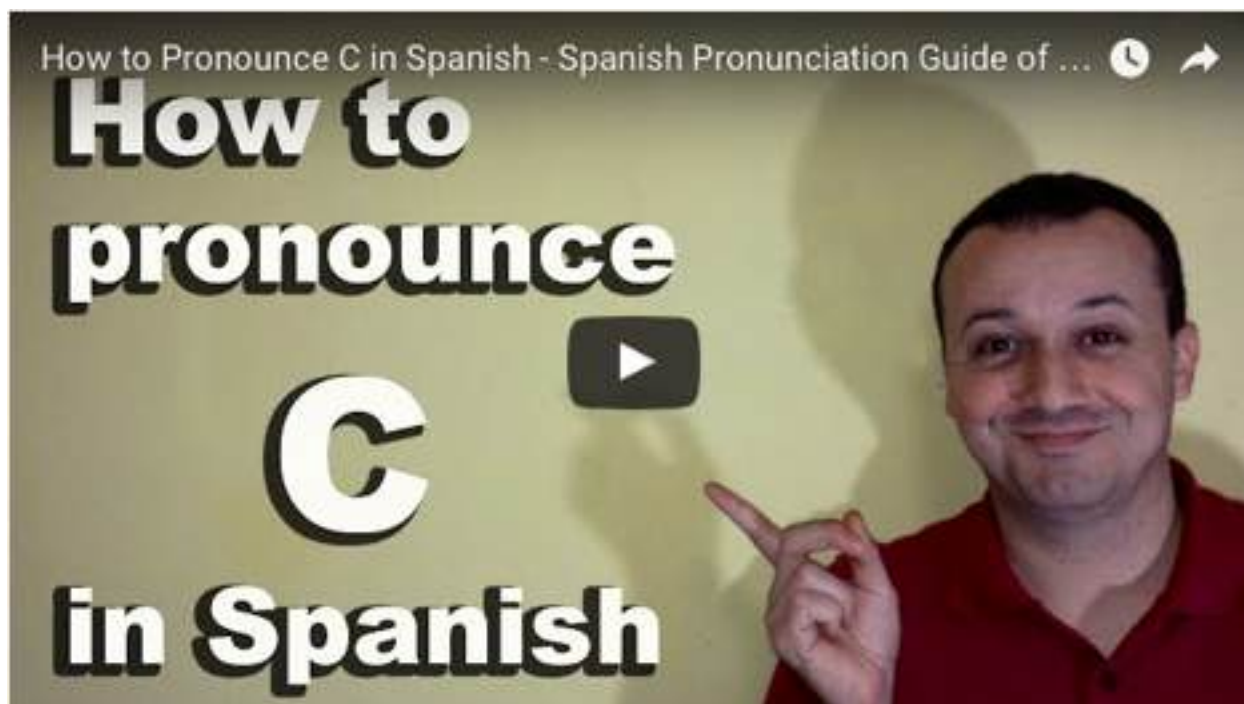 How to Pronounce C in Spanish - Spanish Pronunciation Guide of ...
How to
pronounce
C
in Spanish